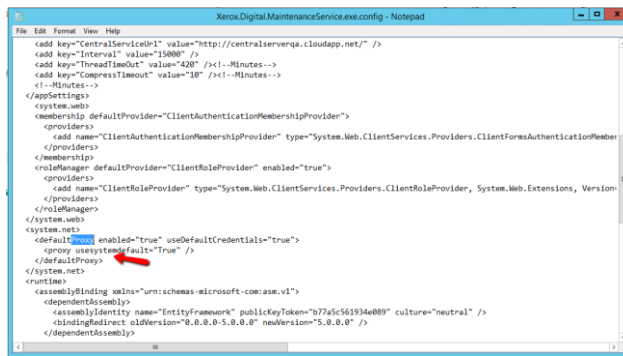 Xerox.Digital.MaintenanceService.exe.config - Notepad
File Edit Format View Help
<add key="CentralServiceUrl" value="http://centralserverqa.cloudapp.net/" />
<add key="Interval" value="15000" />
<add key="ThreadTimeOut" value="420" /><!--Minutes-->
<add key="CompressTimeout" value="10" /><!--Minutes-->
<!--Minutes-->
</appSettings>
<system.web>
<membership defaultProvider="ClientAuthenticationMembershipProvider">
<providers>
<add name="ClientAuthenticationMembershipProvider" type="System.Web.ClientServices.Providers.ClientFormsAuthenticationMember
</providers>
</membership>
<roleManager defaultProvider="ClientRoleProvider" enabled="true">
<providers>
<add name="ClientRoleProvider" type="System.Web.ClientServices.Providers.ClientRoleProvider, System.Web.Extensions, Version=
</providers>
</roleManager>
</system.web>
<system.net>
<defaultProxy enabled="true" useDefaultCredentials="true">
<proxy usesystemdefault="True" />
</defaultProxy>
</system.net>
<runtime>
<assemblyBinding xmlns="urn:schemas-microsoft-com:asm.v1">
<dependentAssembly>
<assemblyIdentity name="EntityFramework" publicKeyToken="b77a5c561934e089" culture="neutral" />
<bindingRedirect oldVersion="0.0.0.0-5.0.0.0" newVersion="5.0.0.0" />
</dependentAssembly>